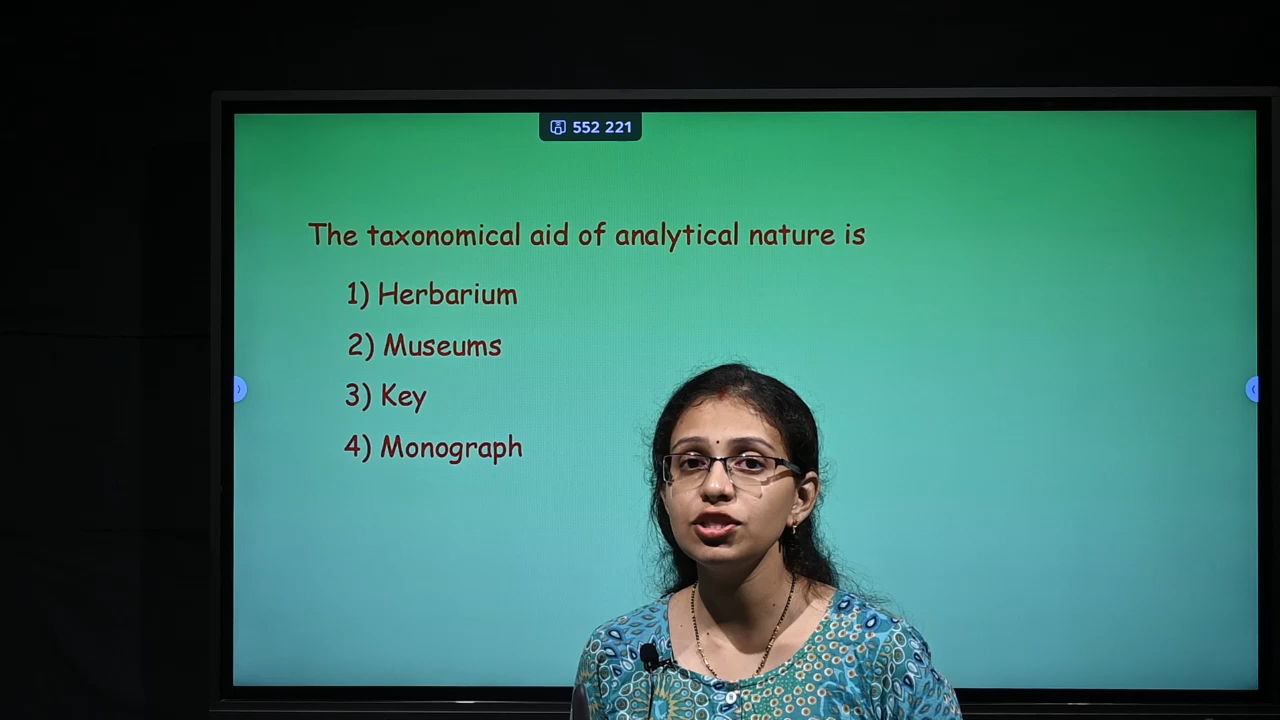 552 221
The taxonomical aid of analytical nature is
1) Herbarium
2) Museums
3) Key
4) Monograph